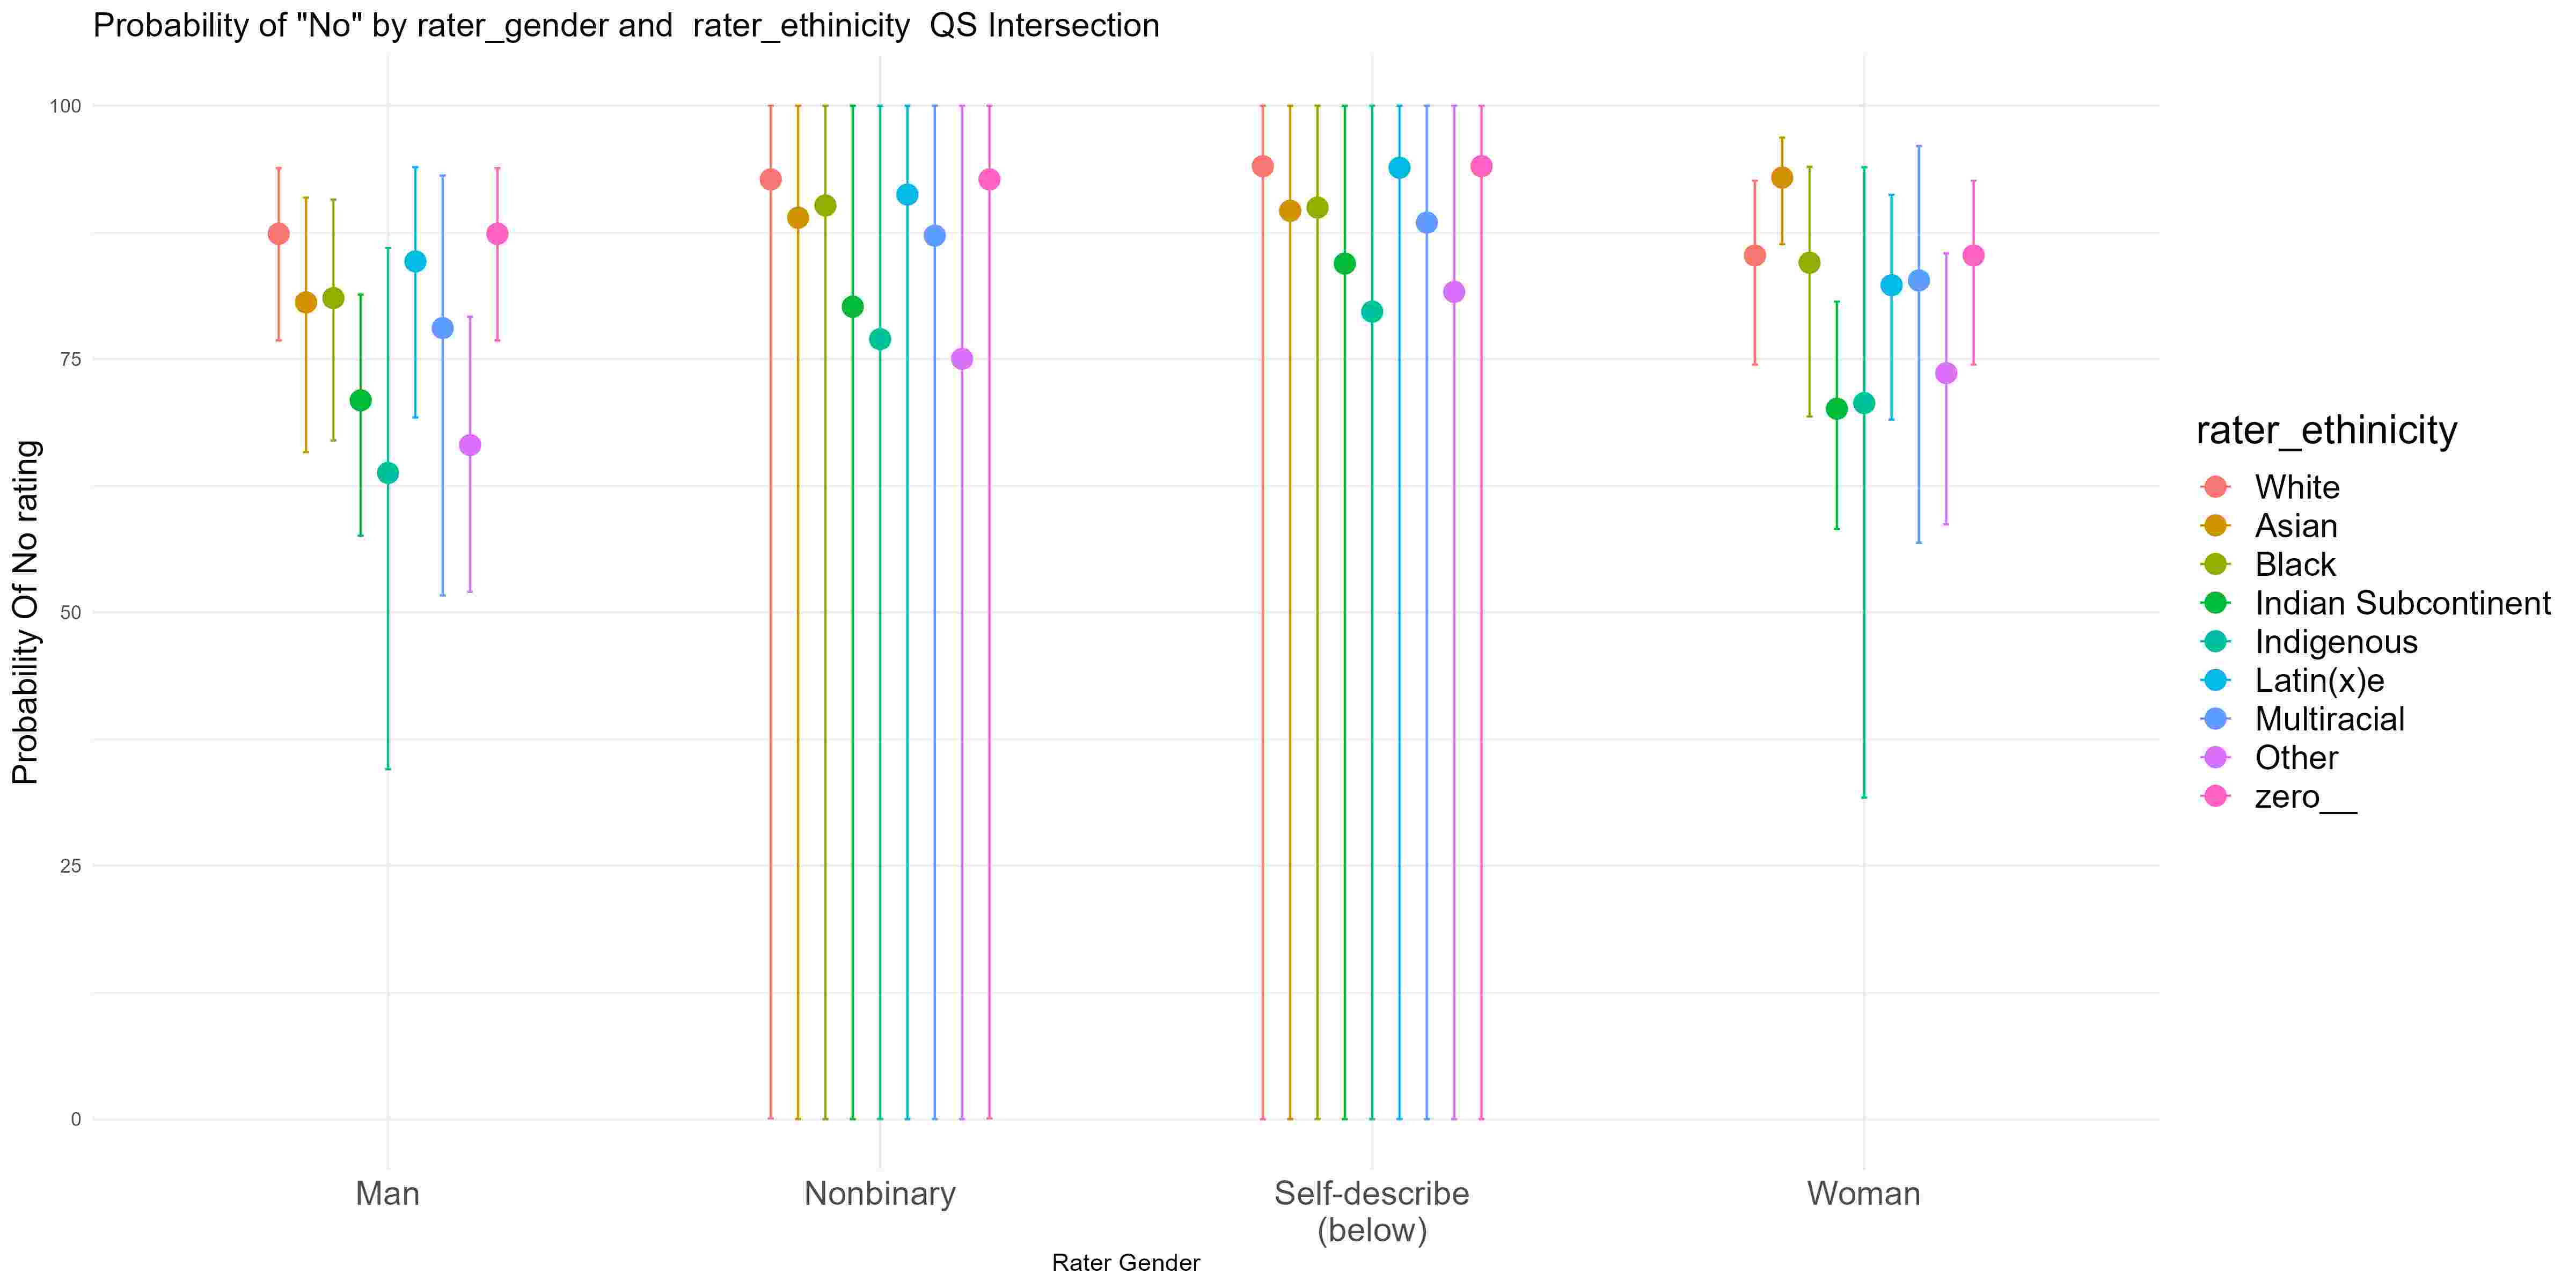 Probability of "No" by rater_gender and  rater_ethinicity  QS Intersection
Probability Of No rating
100
75
50
25
0
Man
Nonbinary
Self-describe
(below)
Woman
Rater Gender
rater_ethinicity
White
Asian
Black
Indian Subcontinent
Indigenous
Latin(x)e
Multiracial
Other
zero__